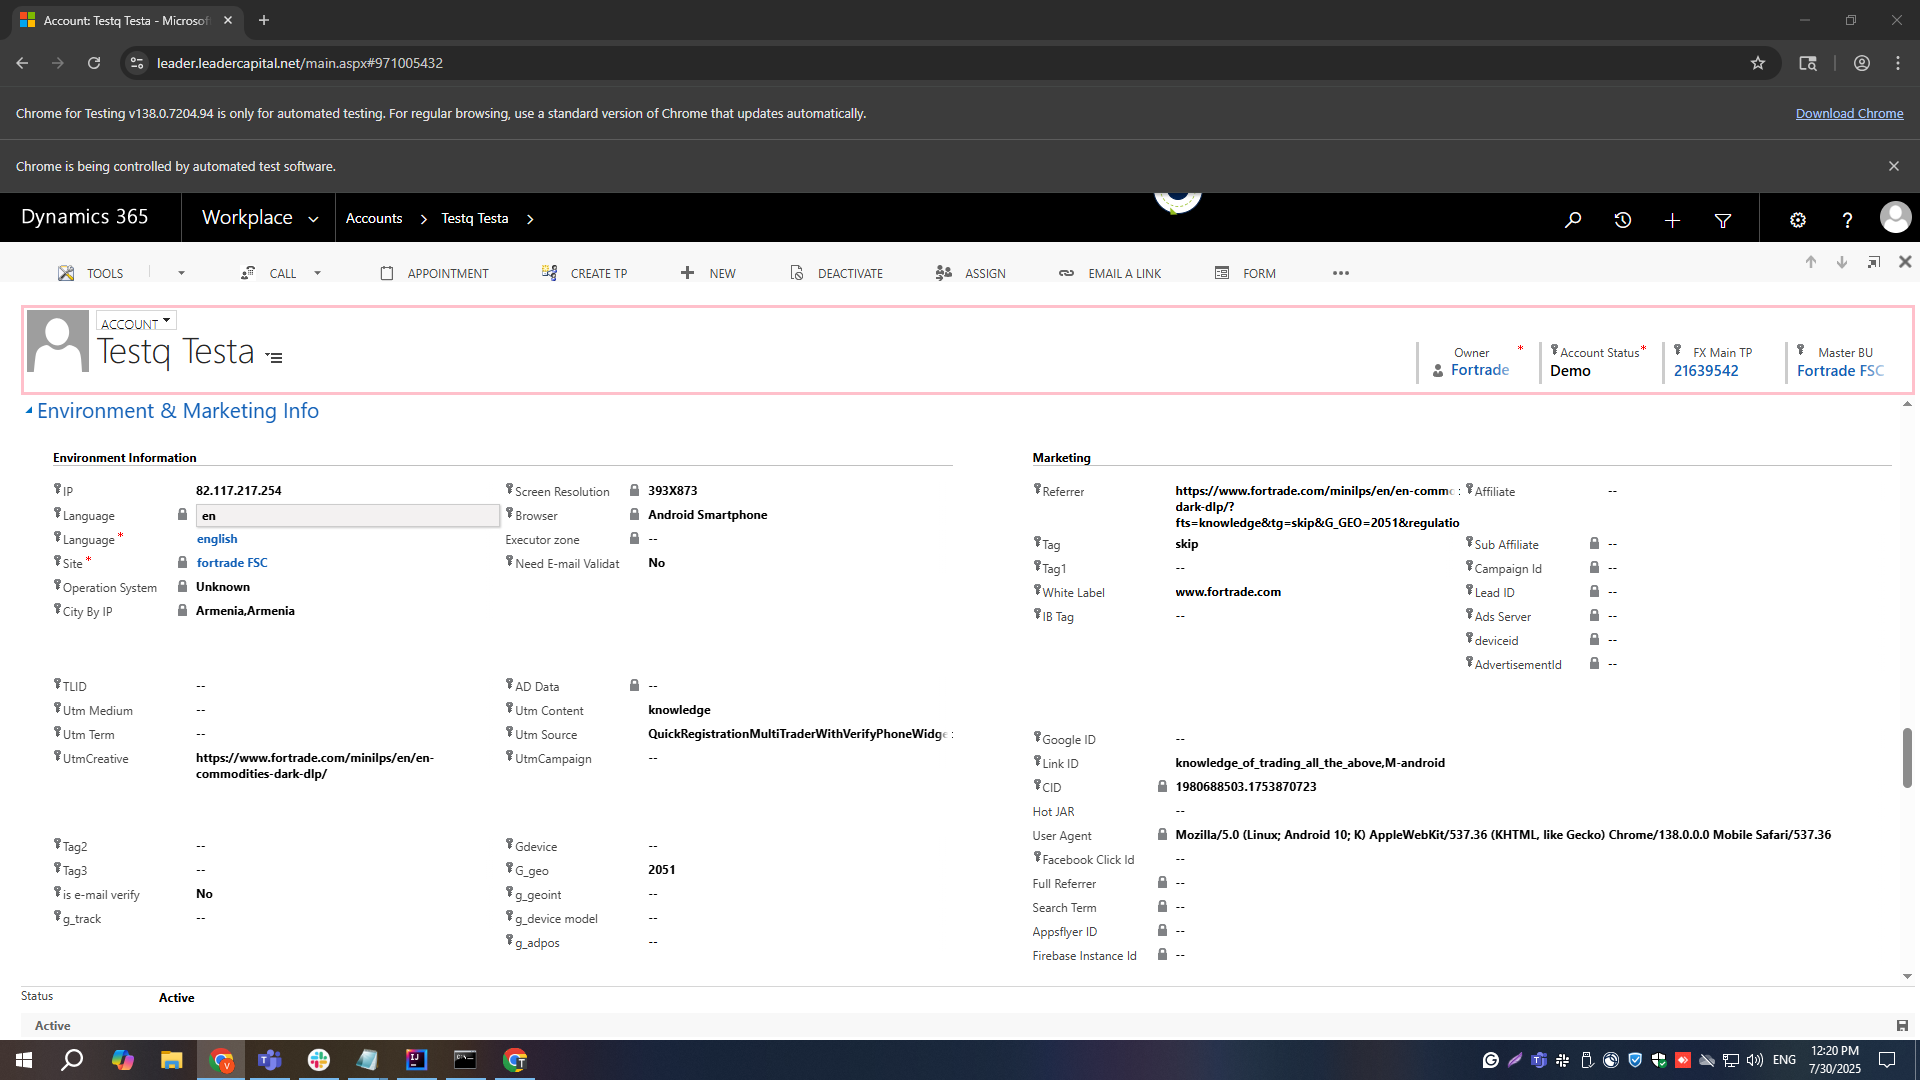 Account: Testq Testa - Microsof
leader.leadercapital.net/main.aspx#971005432
Chrome for Testing v138.0.7204.94 is only for automated testing. For regular browsing, use a standard version of Chrome that updates automatically.
Download Chrome
Chrome is being controlled by automated test software.
Dynamics 365
Workplace
Accounts
Testq Testa
TOOLS
CALL
APPOINTMENT
CREATE TP
NEW
DEACTIVATE
ASSIGN
EMAIL A LINK
FORM
ACCOUNT
Testq Testa
Owner *
Fortrade
Account Status *
Demo
FX Main TP
21639542
Master BU
Fortrade FSC
Environment & Marketing Info
Environment Information
IP 82.117.217.254
Language en
Language * english
Site * fortrade FSC
Operation System Unknown
City By IP Armenia,Armenia
Screen Resolution 393X873
Browser Android Smartphone
Executor zone --
Need E-mail Validat No
TLID --
Utm Medium --
Utm Term --
UtmCreative https://www.fortrade.com/minilps/en/en-
commodities-dark-dlp/
AD Data --
Utm Content knowledge
Utm Source QuickRegistrationMultiTraderWithVerifyPhoneWidge
UtmCampaign --
Tag2 --
Tag3 --
is e-mail verify No
g_track --
Gdevice --
G_geo 2051
g_geoint --
g_device model --
g_adpos --
Marketing
Referrer https://www.fortrade.com/minilps/en/en-commo
dark-dlp/?
fts=knowledge&tg=skip&G_GEO=2051&regulatio
Tag skip
Tag1 --
White Label www.fortrade.com
IB Tag --
Affiliate --
Sub Affiliate --
Campaign Id --
Lead ID --
Ads Server --
deviceid --
AdvertisementId --
Google ID --
Link ID knowledge_of_trading_all_the_above,M-android
CID 1980688503.1753870723
Hot JAR --
User Agent Mozilla/5.0 (Linux; Android 10; K) AppleWebKit/537.36 (KHTML, like Gecko) Chrome/138.0.0.0 Mobile Safari/537.36
Facebook Click Id --
Full Referrer --
Search Term --
Appsflyer ID --
Firebase Instance Id --
Status Active
Active
ENG
12:20 PM
7/30/2025